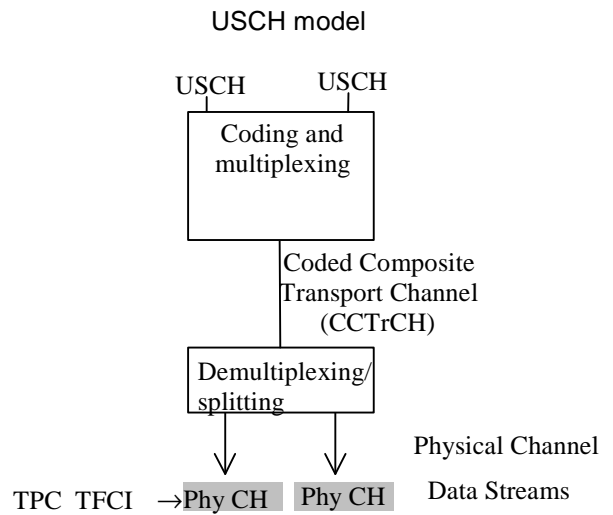 USCH model
USCH USCH
Coding and
multiplexing
Coded Composite
Transport Channel
(CCTrCH)
Demultiplexing/
splitting
Physical Channel
Data Streams
TPC TFCI →Phy CH Phy CH